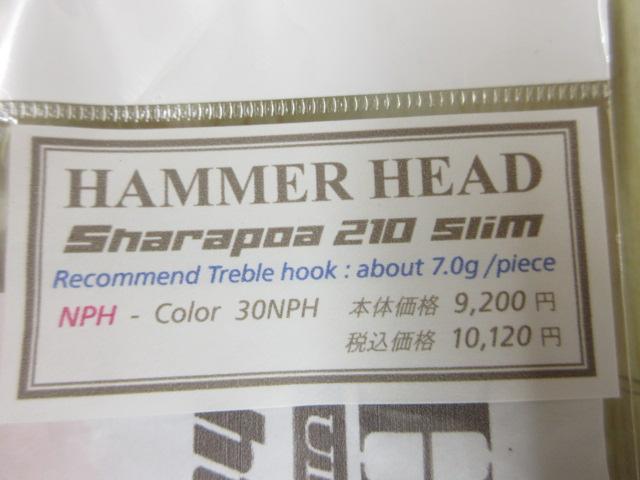 HAMMER HEAD
Sharapoa 210 Slim
Recommend Treble hook : about 7.0g /piece
NPH - Color 30NPH 本体価格 9,200 円
税込価格 10,120 円